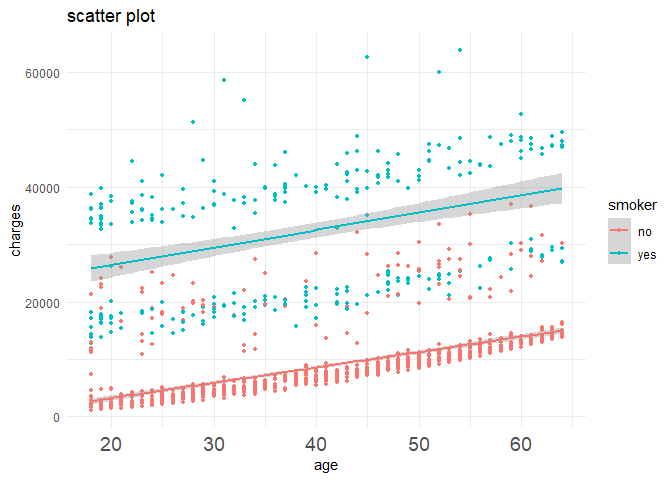 scatter plot
60000
40000
20000
0
charges
20 30 40 50 60
age
smoker
no
yes